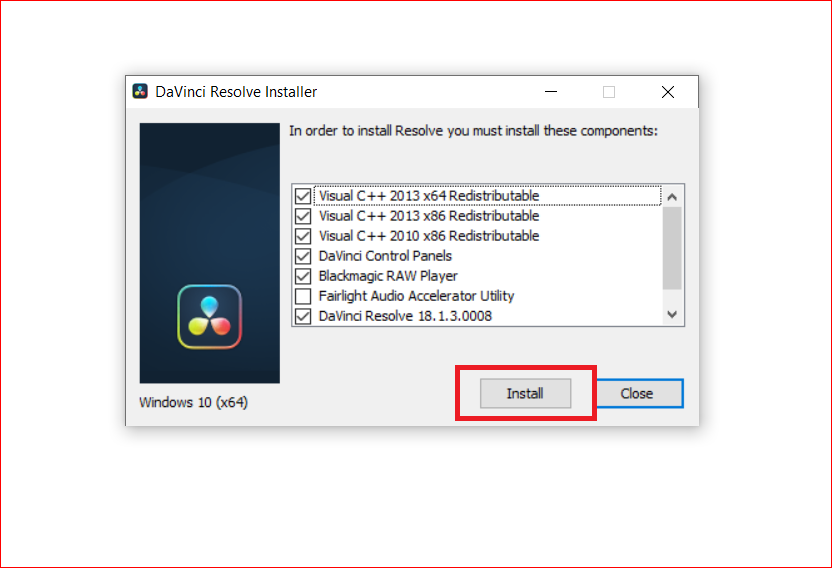 DaVinci Resolve Installer
In order to install Resolve you must install these components:
Visual C++ 2013 x64 Redistributable
Visual C++ 2013 x86 Redistributable
Visual C++ 2010 x86 Redistributable
DaVinci Control Panels
Blackmagic RAW Player
Fairlight Audio Accelerator Utility
DaVinci Resolve 18.1.3.0008
Install
Close
Windows 10 (x64)